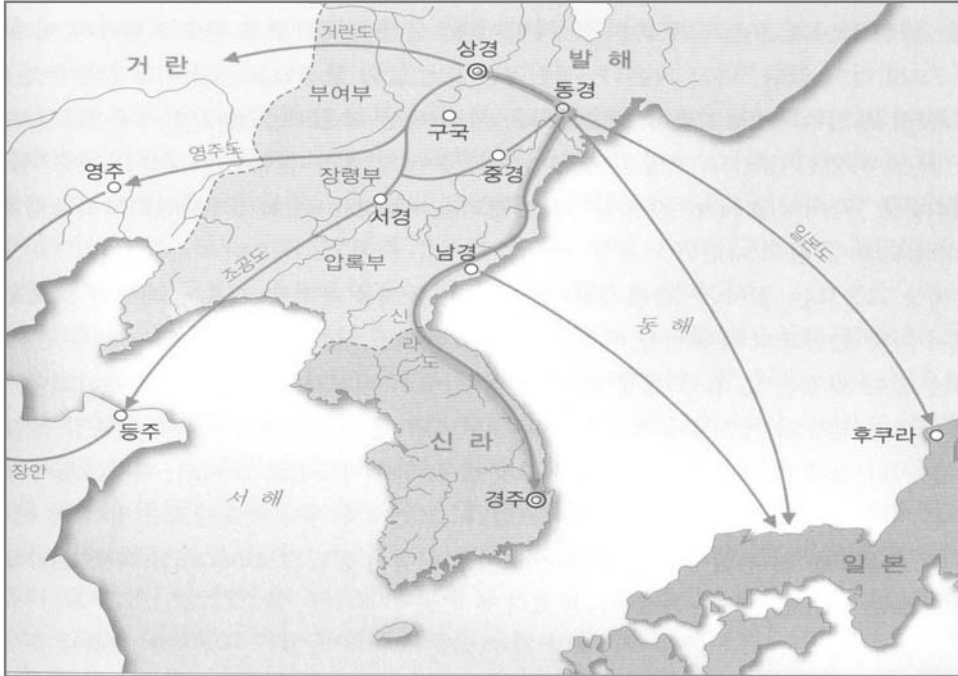 거란도
상경
거 란
발 해
부여부
동경
구국
영주도
중경
영주
장령부
서경
일본도
남경
압록부
조공도
동 해
신라도
등주
후쿠라
신 라
장안
서 해
경주
일 본